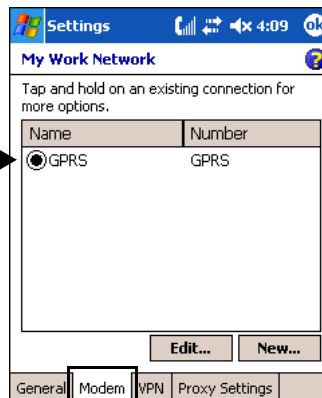 Settings 4:09 ok
My Work Network ?
Tap and hold on an existing connection for
more options.
Name Number
GPRS GPRS
Edit... New...
General Modem VPN Proxy Settings